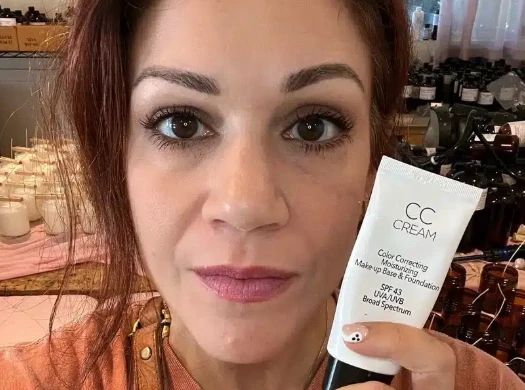 CC
CREAM
Color Correcting
Moisturizing
Make-up Base & Foundation
SPF 43
UVA/UVB
Broad Spectrum